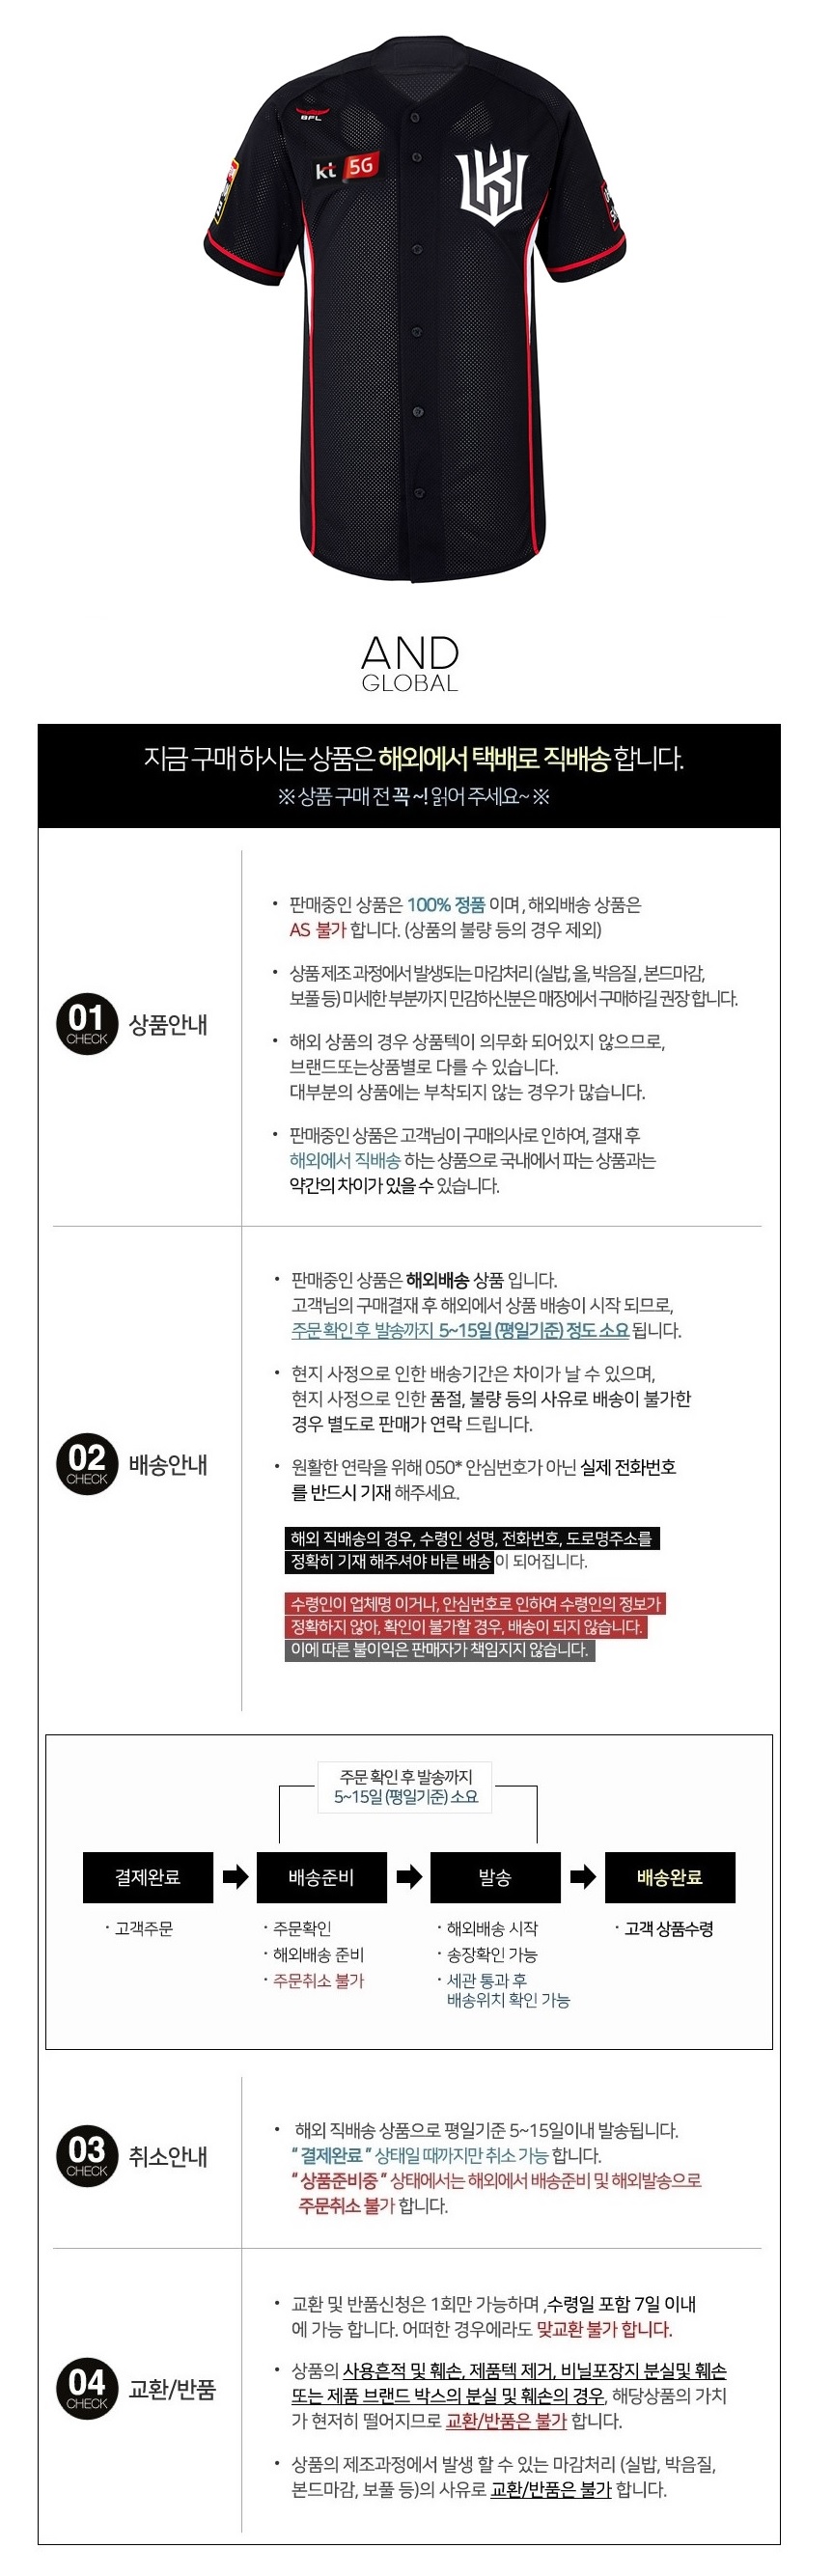 BFL
kt 5G
AND
GLOBAL
지금 구매 하시는 상품은 해외에서 택배로 직배송 합니다.
※ 상품 구매 전 꼭 ~! 읽어 주세요~ ※
01
CHECK
상품안내
• 판매중인 상품은 100% 정품 이며, 해외배송 상품은
AS 불가 합니다. (상품의 불량 등의 경우 제외)
• 상품 제조 과정에서 발생되는 마감처리 (실밥, 올, 박음질, 본드마감,
보풀 등) 미세한 부분까지 민감하신분은 매장에서 구매하길 권장 합니다.
• 해외 상품의 경우 상품텍이 의무화 되어있지 않으므로,
브랜드또는상품별로 다를 수 있습니다.
대부분의 상품에는 부착되지 않는 경우가 많습니다.
• 판매중인 상품은 고객님이 구매의사로 인하여, 결재 후
해외에서 직배송 하는 상품으로 국내에서 파는 상품과는
약간의 차이가 있을 수 있습니다.
02
CHECK
배송안내
• 판매중인 상품은 해외배송 상품 입니다.
고객님의 구매결재 후 해외에서 상품 배송이 시작 되므로,
주문 확인 후 발송까지 5~15일 (평일기준) 정도 소요 됩니다.
• 현지 사정으로 인한 배송기간은 차이가 날 수 있으며,
현지 사정으로 인한 품절, 불량 등의 사유로 배송이 불가한
경우 별도로 판매가 연락 드립니다.
• 원활한 연락을 위해 050* 안심번호가 아닌 실제 전화번호
를 반드시 기재 해주세요.
해외 직배송의 경우, 수령인 성명, 전화번호, 도로명주소를
정확히 기재 해주셔야 바른 배송이 되어집니다.
수령인이 업체명 이거나, 안심번호로 인하여 수령인의 정보가
정확하지 않아, 확인이 불가할 경우, 배송이 되지 않습니다.
이에 따른 불이익은 판매자가 책임지지 않습니다.
주문 확인 후 발송까지
5~15일 (평일기준) 소요
결제완료 배송준비 발송 배송완료
· 고객주문
· 주문확인
· 해외배송 준비
· 주문취소 불가
· 해외배송 시작
· 송장확인 가능
· 세관 통과 후
배송위치 확인 가능
· 고객 상품수령
03
CHECK
취소안내
• 해외 직배송 상품으로 평일기준 5~15일이내 발송됩니다.
" 결제완료 " 상태일 때까지만 취소 가능 합니다.
" 상품준비중 " 상태에서는 해외에서 배송준비 및 해외발송으로
주문취소 불가 합니다.
04
CHECK
교환/반품
• 교환 및 반품신청은 1회만 가능하며 ,수령일 포함 7일 이내
에 가능 합니다. 어떠한 경우에라도 맞교환 불가 합니다.
• 상품의 사용흔적 및 훼손, 제품텍 제거, 비닐포장지 분실및 훼손
또는 제품 브랜드 박스의 분실 및 훼손의 경우, 해당상품의 가치
가 현저히 떨어지므로 교환/반품은 불가 합니다.
• 상품의 제조과정에서 발생 할 수 있는 마감처리 (실밥, 박음질,
본드마감, 보풀 등)의 사유로 교환/반품은 불가 합니다.